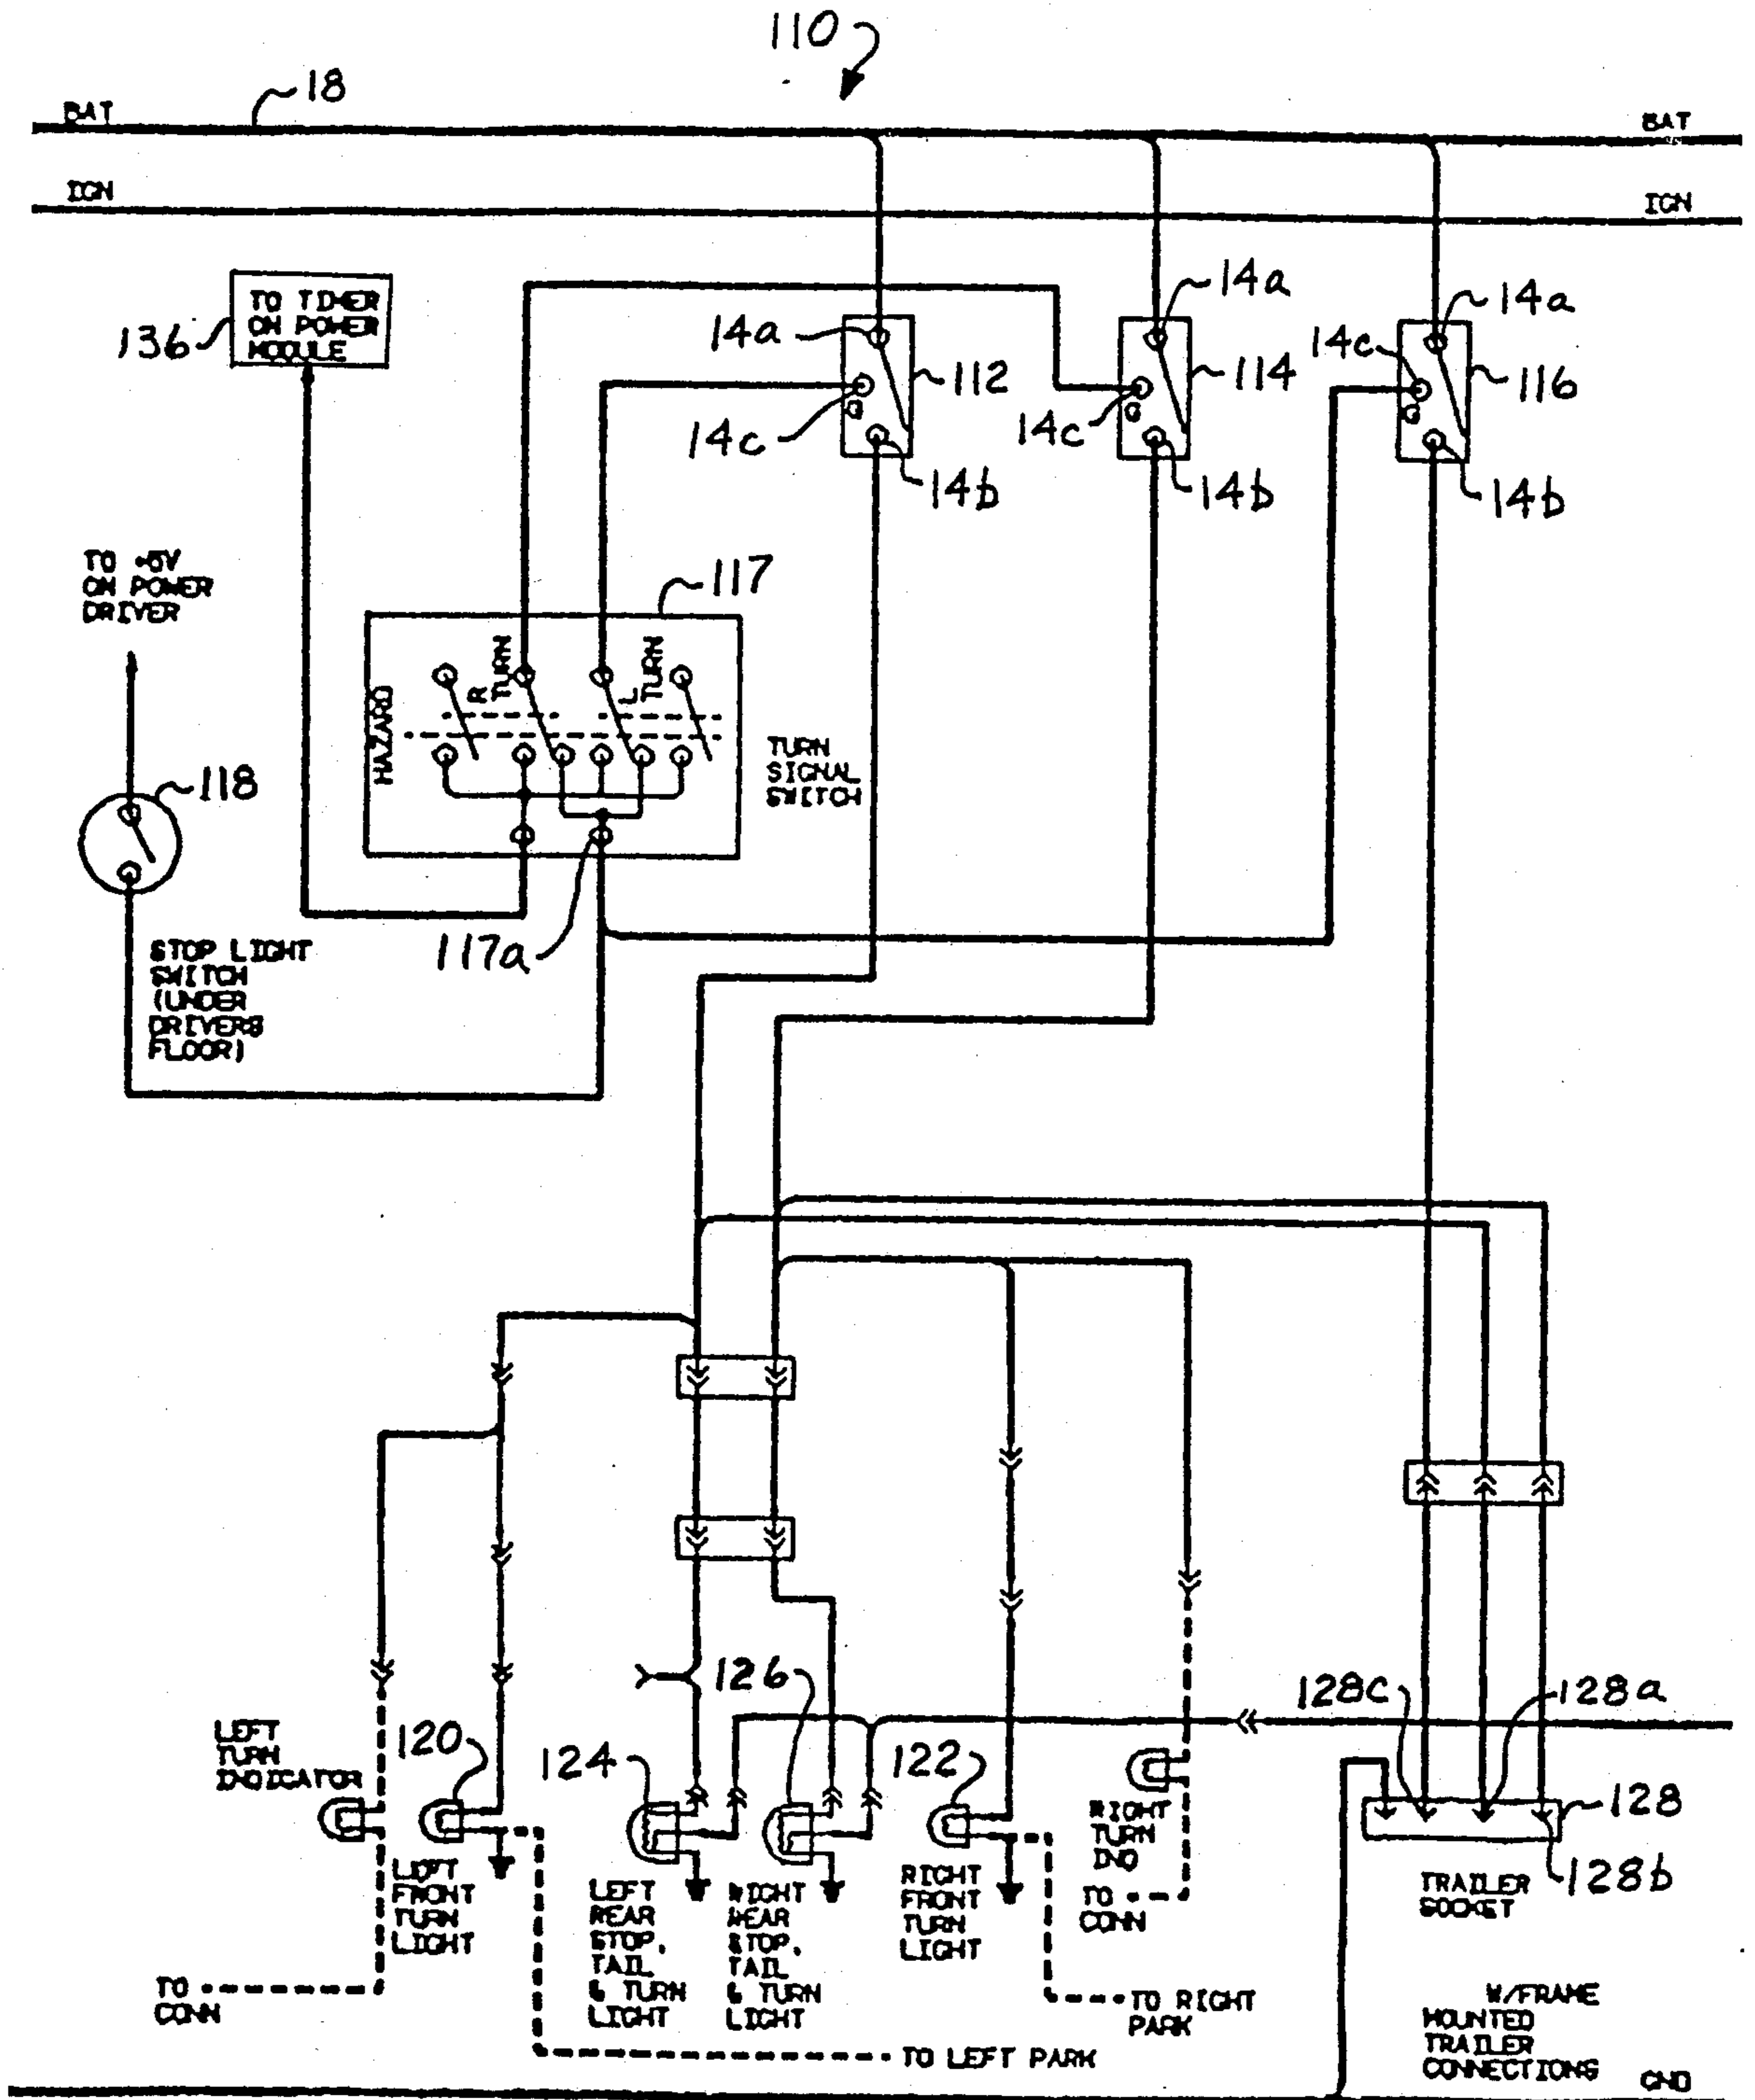 110
18
BAT
BAT
IGN
IGN
TO TIMER
ON POWER
MODULE
136
14a
14a
14a
14c
112
114
116
14c
14c
G
G
G
14b
14b
14b
TO +5V
ON POWER
DRIVER
117
HAZARD
R
TURN
L
TURN
TURN
SIGNAL
SWITCH
118
117a
STOP LIGHT
SWITCH
(UNDER
DRIVERS
FLOOR)
126
128c
128a
LEFT
TURN
INDICATOR
120
124
122
128
128b
LEFT
FRONT
TURN
LIGHT
LEFT
REAR
STOP,
TAIL
& TURN
LIGHT
RIGHT
REAR
STOP,
TAIL
& TURN
LIGHT
RIGHT
FRONT
TURN
LIGHT
RIGHT
TURN
IND
TO
CONN
TRAILER
SOCKET
TO
CONN
TO RIGHT
PARK
TO LEFT PARK
W/FRAME
MOUNTED
TRAILER
CONNECTIONS
GND